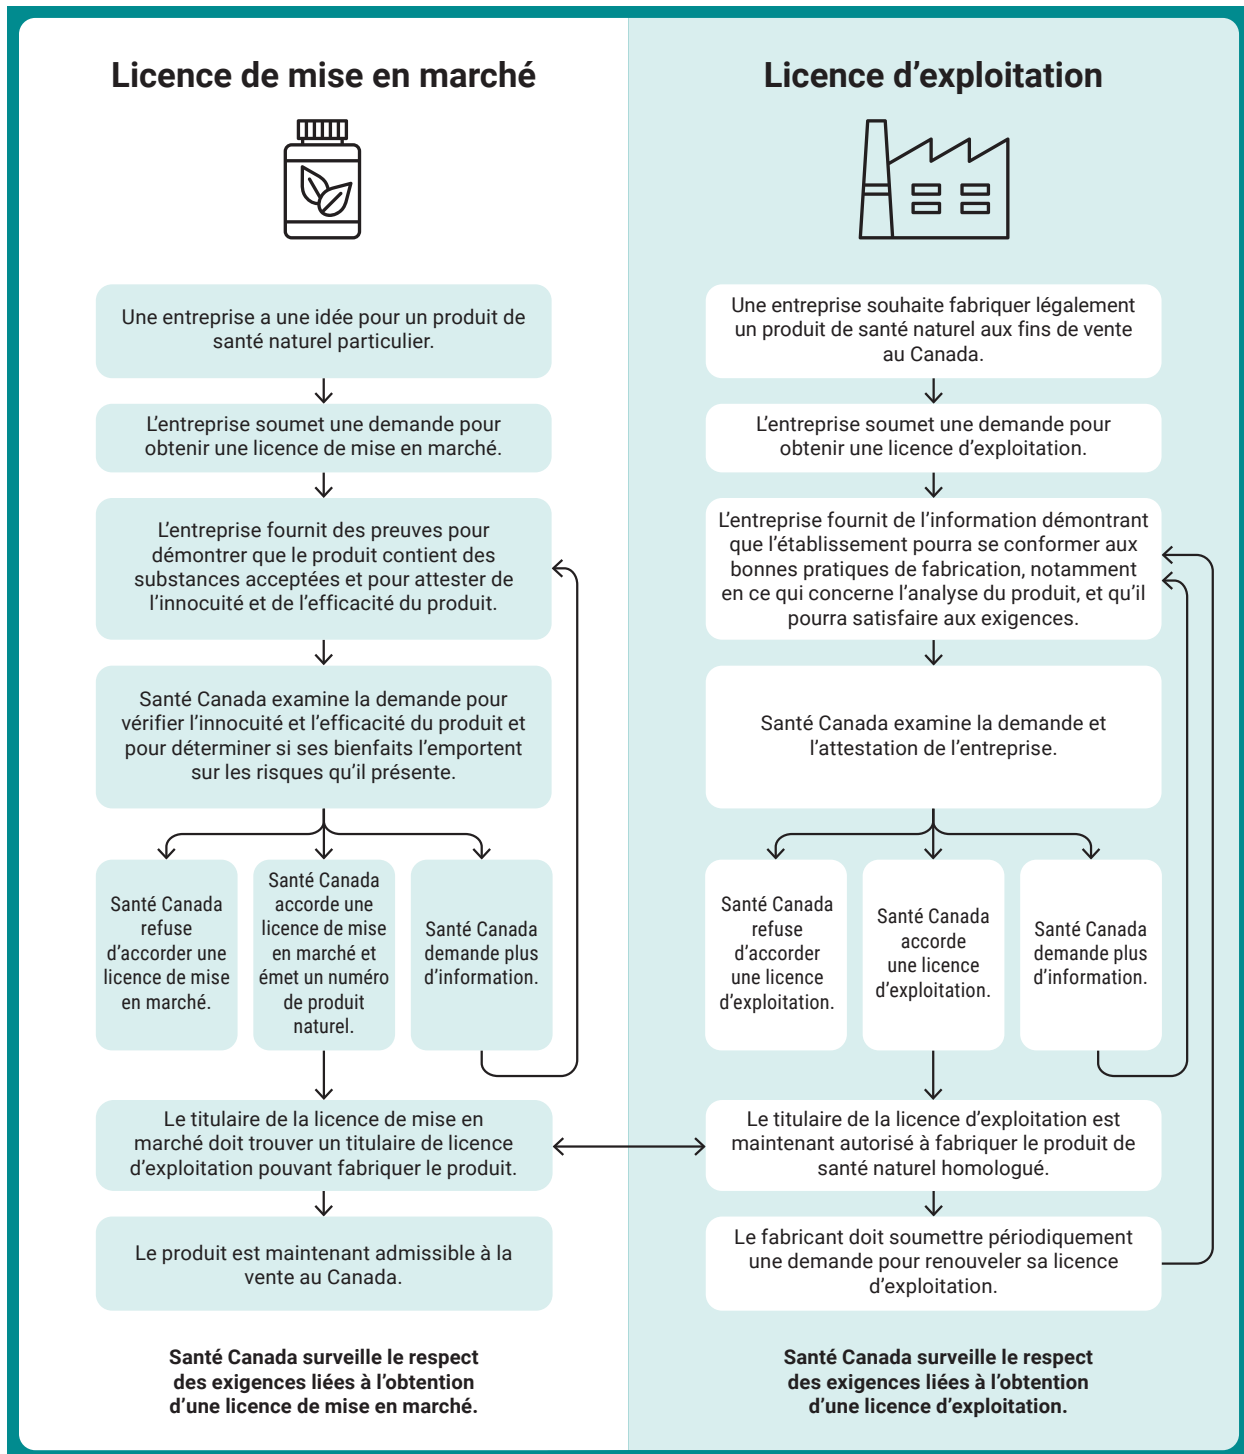 Licence de mise en marché
Une entreprise a une idée pour un produit de
santé naturel particulier.
L’entreprise soumet une demande pour
obtenir une licence de mise en marché.
L’entreprise fournit des preuves pour
démontrer que le produit contient des
substances acceptées et pour attester de
l’innocuité et de l’efficacité du produit.
Santé Canada examine la demande pour
vérifier l’innocuité et l’efficacité du produit et
pour déterminer si ses bienfaits l’emportent
sur les risques qu’il présente.
Santé Canada
refuse
d’accorder une
licence de mise
en marché.
Santé Canada
accorde une
licence de mise
en marché et
émet un numéro
de produit
naturel.
Santé Canada
demande plus
d’information.
Le titulaire de la licence de mise en
marché doit trouver un titulaire de licence
d’exploitation pouvant fabriquer le produit.
Le produit est maintenant admissible à la
vente au Canada.
Santé Canada surveille le respect
des exigences liées à l’obtention
d’une licence de mise en marché.
Licence d’exploitation
Une entreprise souhaite fabriquer légalement
un produit de santé naturel aux fins de vente
au Canada.
L’entreprise soumet une demande pour
obtenir une licence d’exploitation.
L’entreprise fournit de l’information démontrant
que l’établissement pourra se conformer aux
bonnes pratiques de fabrication, notamment
en ce qui concerne l’analyse du produit, et qu’il
pourra satisfaire aux exigences.
Santé Canada examine la demande et
l’attestation de l’entreprise.
Santé Canada
refuse
d’accorder
une licence
d’exploitation.
Santé Canada
accorde
une licence
d’exploitation.
Santé Canada
demande plus
d’information.
Le titulaire de la licence d’exploitation est
maintenant autorisé à fabriquer le produit de
santé naturel homologué.
Le fabricant doit soumettre périodiquement
une demande pour renouveler sa licence
d’exploitation.
Santé Canada surveille le respect
des exigences liées à l’obtention
d’une licence d’exploitation.